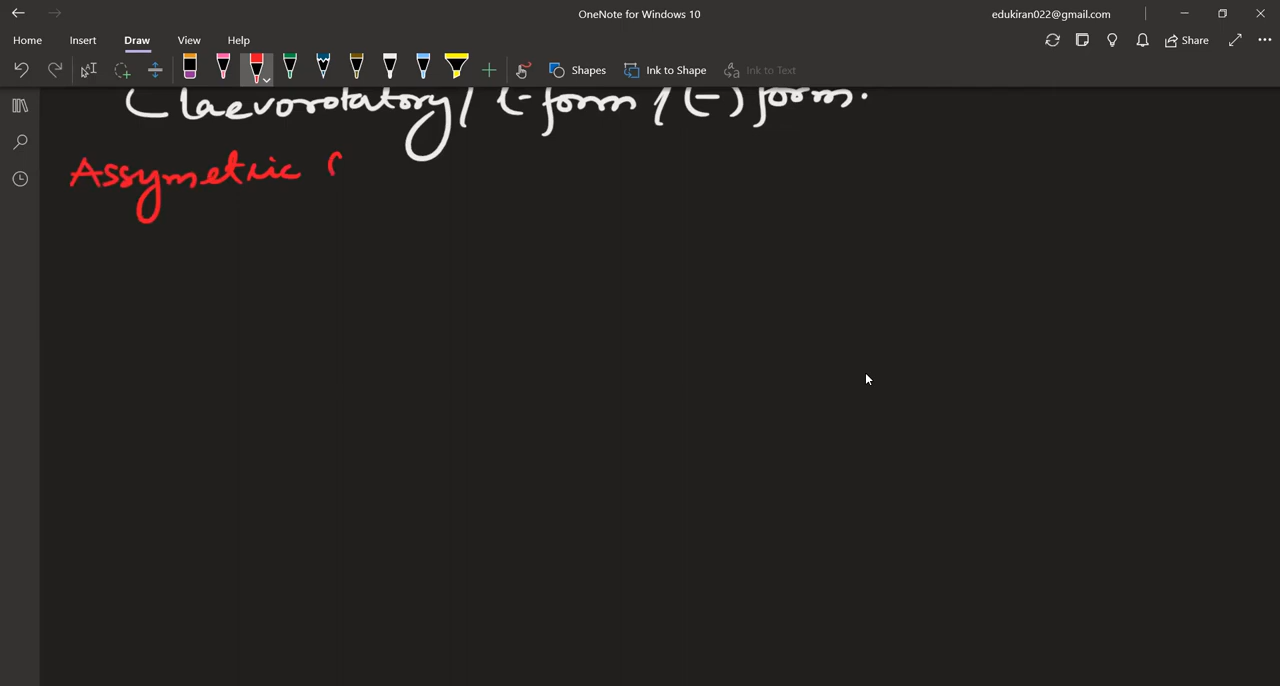 OneNote for Windows 10
edukiran022@gmail.com
Home Insert Draw View Help
Share
Shapes Ink to Shape Ink to Text
(laevorotatory/ l-form / (-) form.
Assymetric (